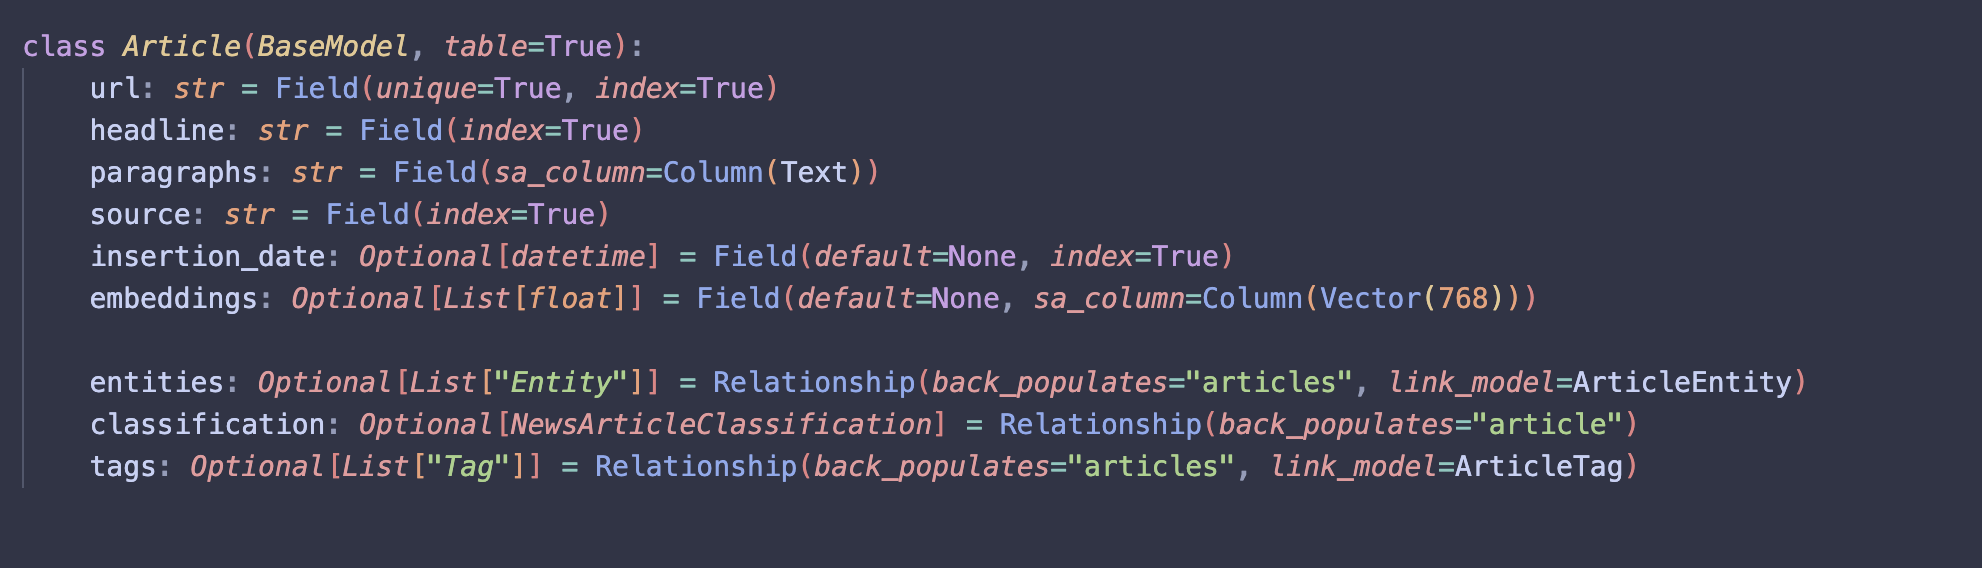 class Article(BaseModel, table=True):
    url: str = Field(unique=True, index=True)
    headline: str = Field(index=True)
    paragraphs: str = Field(sa_column=Column(Text))
    source: str = Field(index=True)
    insertion_date: Optional[datetime] = Field(default=None, index=True)
    embeddings: Optional[List[float]] = Field(default=None, sa_column=Column(Vector(768)))

    entities: Optional[List["Entity"]] = Relationship(back_populates="articles", link_model=ArticleEntity)
    classification: Optional[NewsArticleClassification] = Relationship(back_populates="article")
    tags: Optional[List["Tag"]] = Relationship(back_populates="articles", link_model=ArticleTag)